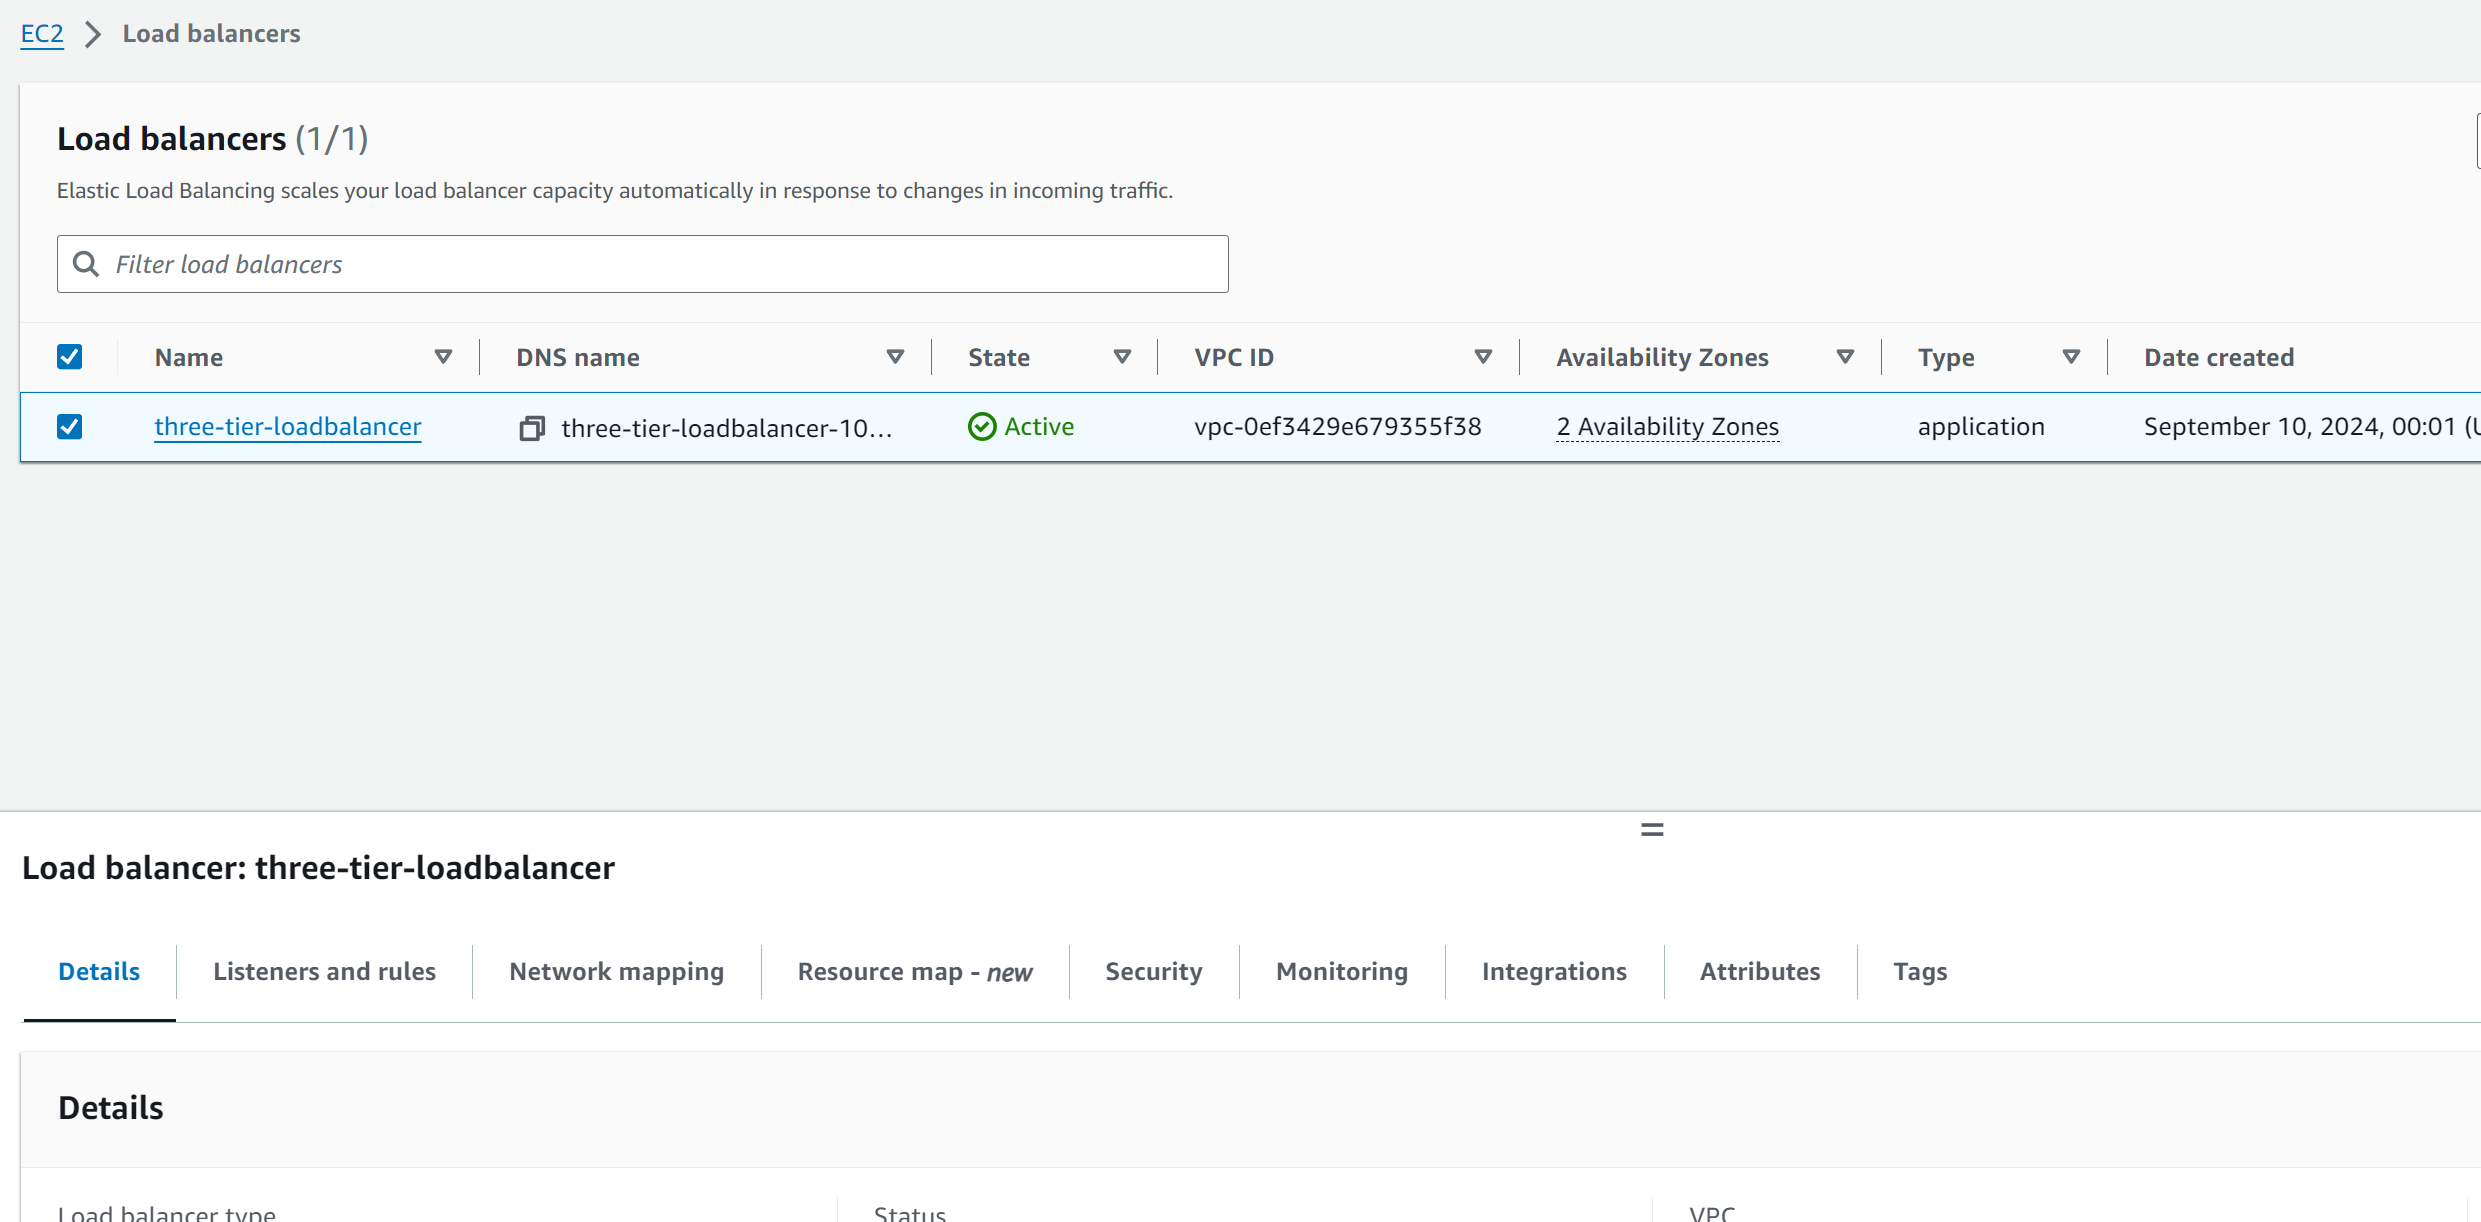 EC2 > Load balancers
Load balancers (1/1)
Elastic Load Balancing scales your load balancer capacity automatically in response to changes in incoming traffic.
Filter load balancers
Name DNS name State VPC ID Availability Zones Type Date created
three-tier-loadbalancer three-tier-loadbalancer-10... Active vpc-0ef3429e679355f38 2 Availability Zones application September 10, 2024, 00:01 (U
Load balancer: three-tier-loadbalancer
Details Listeners and rules Network mapping Resource map - new Security Monitoring Integrations Attributes Tags
Details
Load balancer type Status VPC